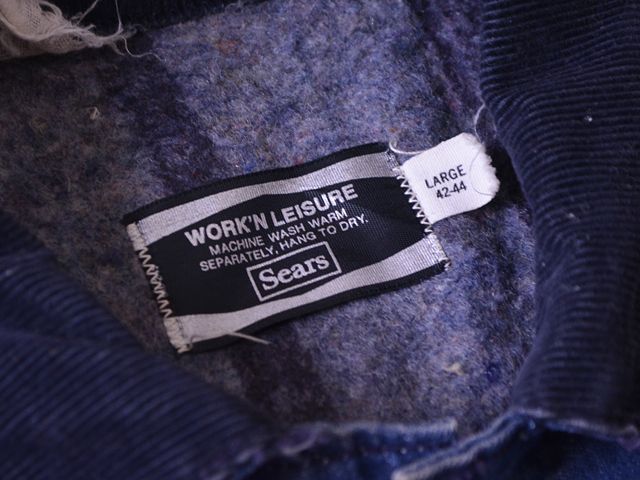 WORK'N LEISURE
MACHINE WASH WARM
SEPARATELY, HANG TO DRY.
Sears
LARGE
42-44